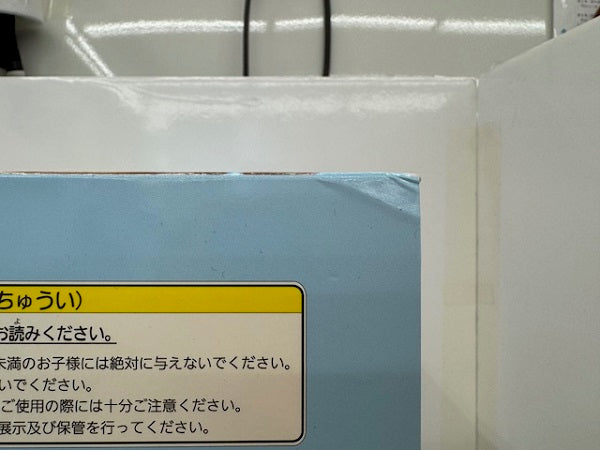 ちゅうい)
お読みください。
未満のお子様には絶対に与えないでください。
いでください。
ご使用の際には十分ご注意ください。
展示及び保管を行ってください。